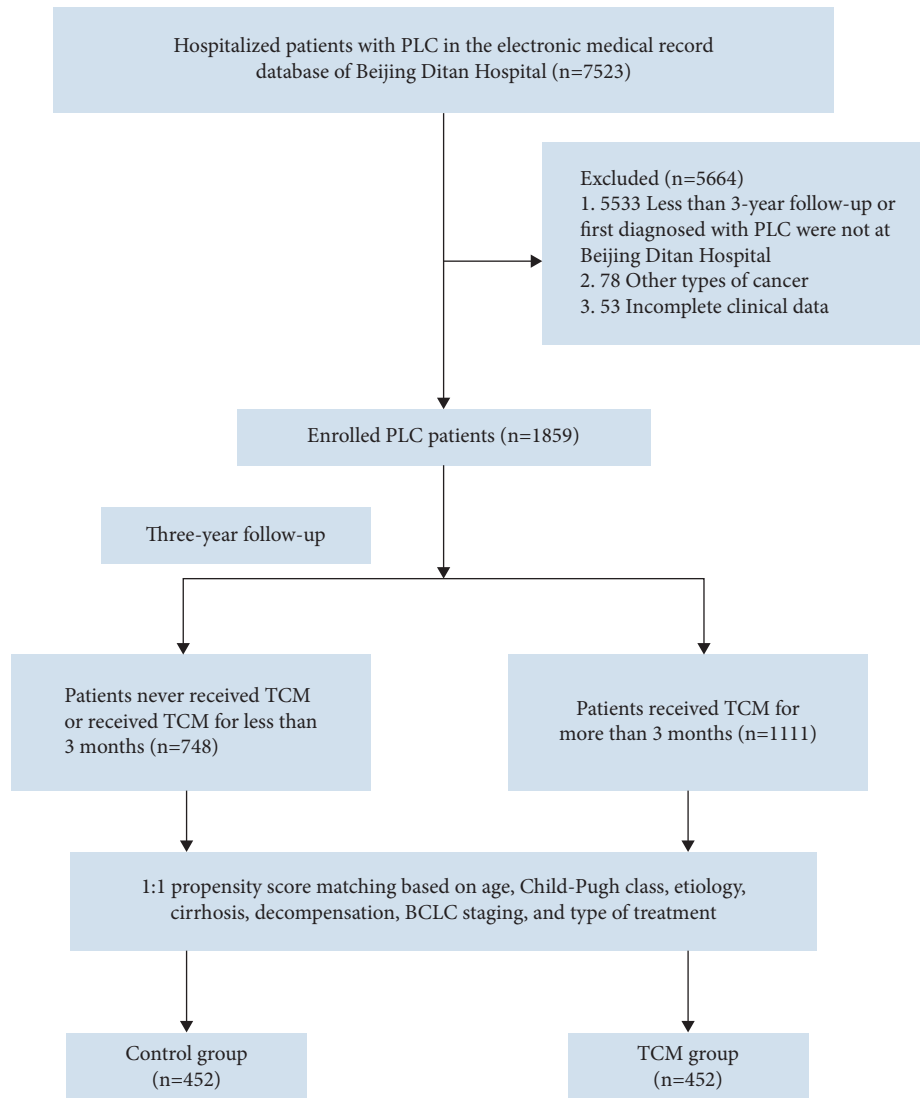 Hospitalized patients with PLC in the electronic medical record
database of Beijing Ditan Hospital (n=7523)
Excluded (n=5664)
1. 5533 Less than 3-year follow-up or
first diagnosed with PLC were not at
Beijing Ditan Hospital
2. 78 Other types of cancer
3. 53 Incomplete clinical data
Enrolled PLC patients (n=1859)
Three-year follow-up
Patients never received TCM
or received TCM for less than
3 months (n=748)
Patients received TCM for
more than 3 months (n=1111)
1:1 propensity score matching based on age, Child-Pugh class, etiology,
cirrhosis, decompensation, BCLC staging, and type of treatment
Control group
(n=452)
TCM group
(n=452)